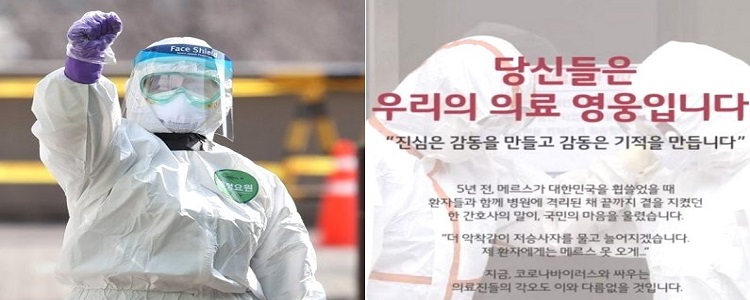 Face Shield
요원
당신들은
우리의 의료 영웅입니다
"진심은 감동을 만들고 감동은 기적을 만듭니다"
5년 전, 메르스가 대한민국을 휩쓸었을 때
환자들과 함께 병원에 격리된 채 끝까지 곁을 지켰던
한 간호사의 말이, 국민의 마음을 울렸습니다.
"더 악착같이 저승사자를 물고 늘어지겠습니다.
제 환자에게는 메르스 못 오게..."
지금, 코로나바이러스와 싸우는
의료진들의 각오도 이와 다름없을 것입니다.